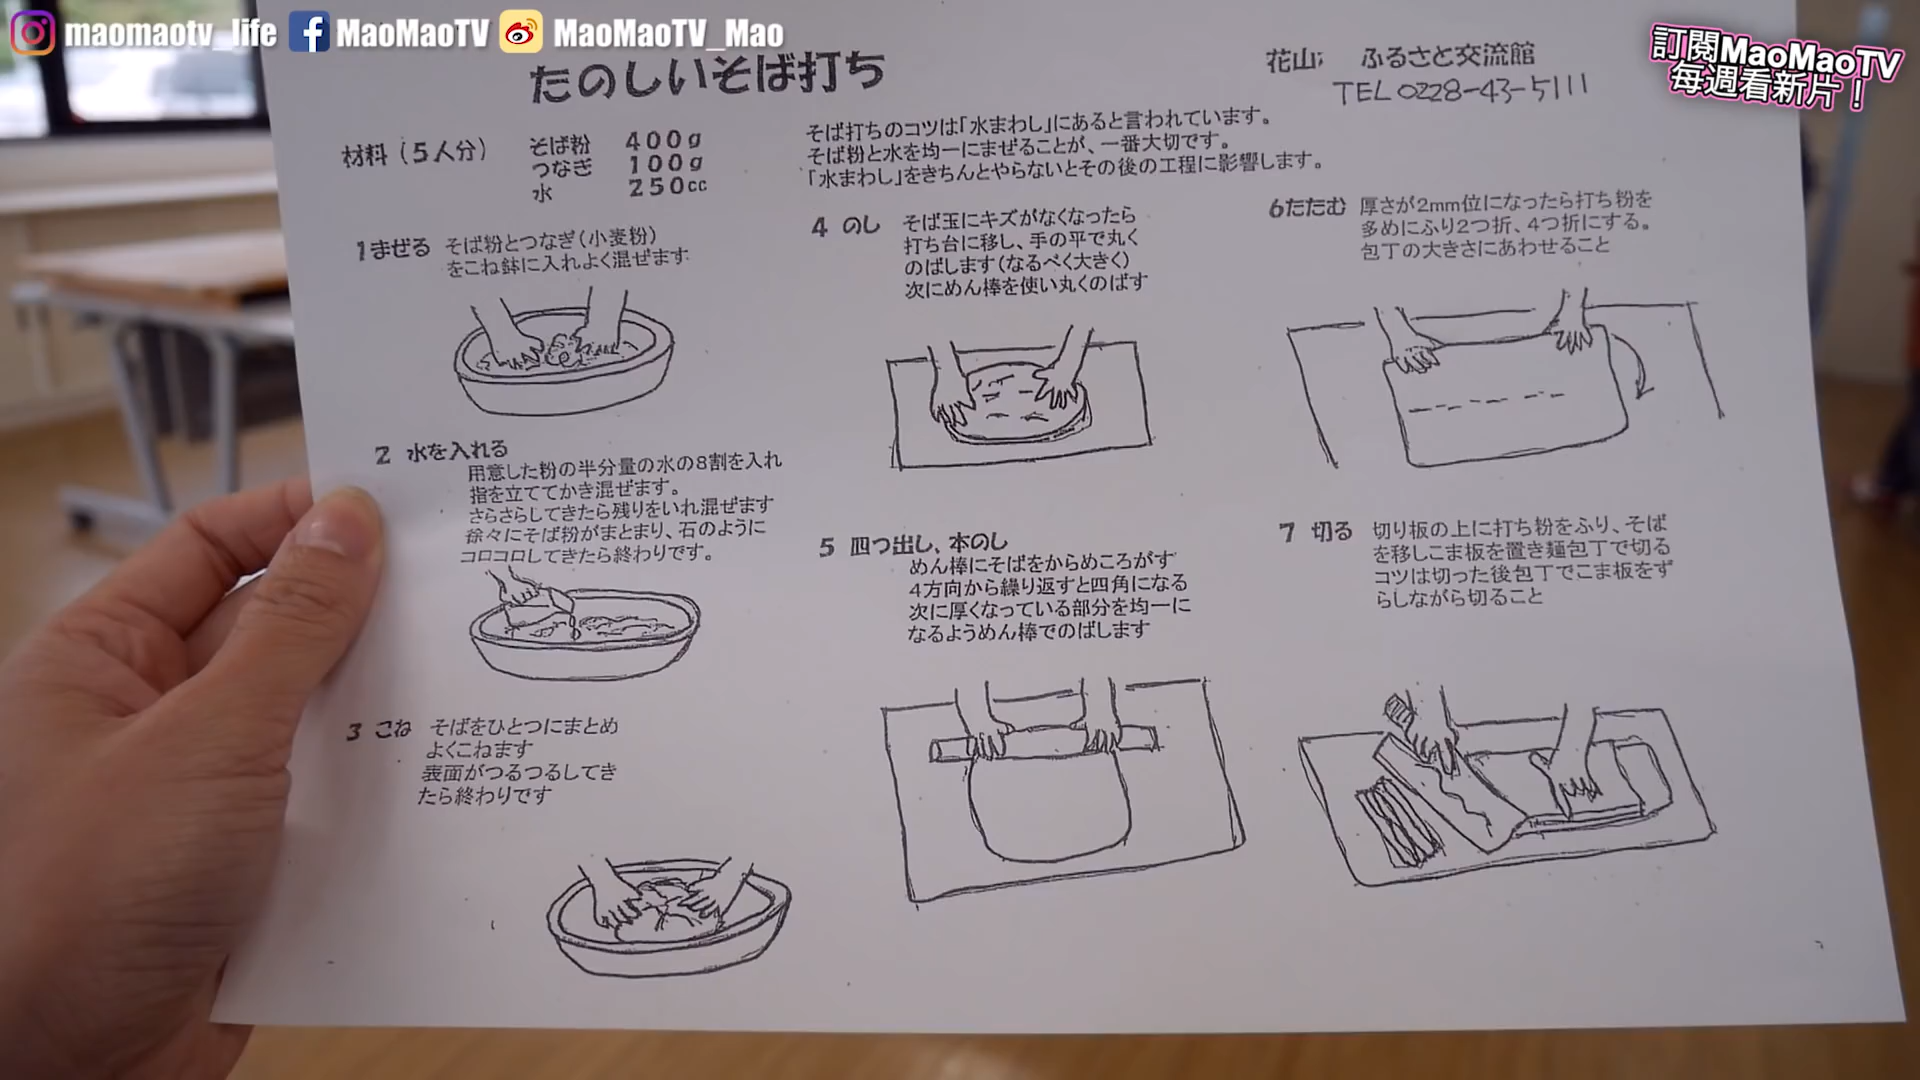 maomaotv_life MaoMaoTV MaoMaoTV_Mao
訂閱MaoMaoTV
每週看新片！
たのしいそば打ち
花山 ふるさと交流館
TEL 0228-43-5111
材料（5人分）
そば粉 400g
つなぎ 100g
水 250cc
そば打ちのコツは「水まわし」にあると言われています。
そば粉と水を均一にまぜることが、一番大切です。
「水まわし」をきちんとやらないとその後の工程に影響します。
1まぜる そば粉とつなぎ（小麦粉）
をこね鉢に入れよく混ぜます
2 水を入れる
用意した粉の半分量の水の8割を入れ
指を立ててかき混ぜます。
さらさらしてきたら残りをいれ混ぜます
徐々にそば粉がまとまり、石のように
コロコロしてきたら終わりです。
3 こね そばをひとつにまとめ
よくこねます
表面がつるつるしてき
たら終わりです
4 のし そば玉にキズがなくなったら
打ち台に移し、手の平で丸く
のばします（なるべく大きく）
次にめん棒を使い丸くのばす
5 四つ出し、本のし
めん棒にそばをからめころがす
4方向から繰り返すと四角になる
次に厚くなっている部分を均一に
なるようめん棒でのばします
6たたむ 厚さが2mm位になったら打ち粉を
多めにふり2つ折、4つ折にする。
包丁の大きさにあわせること
7 切る 切り板の上に打ち粉をふり、そば
を移しこま板を置き麺包丁で切る
コツは切った後包丁でこま板をず
らしながら切ること